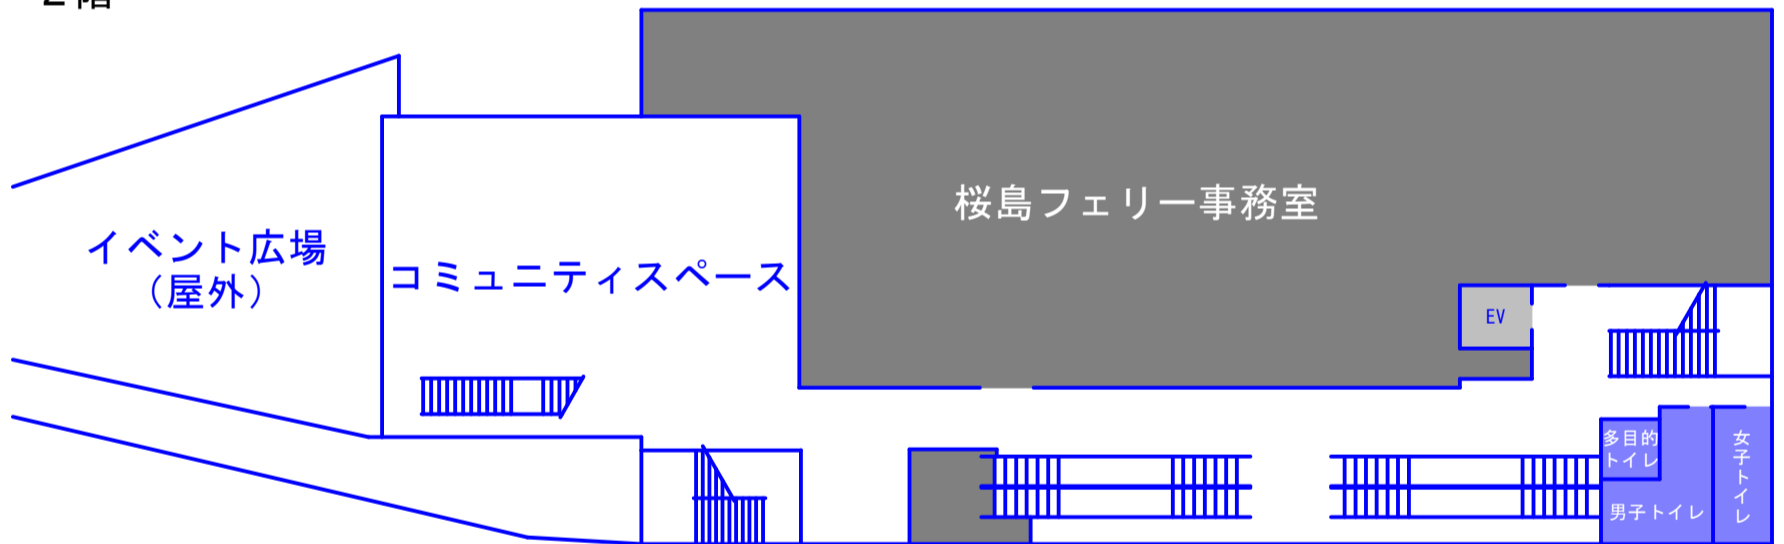 2階
桜島フェリー事務室
イベント広場
（屋外）
コミュニティスペース
EV
多目的
トイレ
男子トイレ
女子トイレ